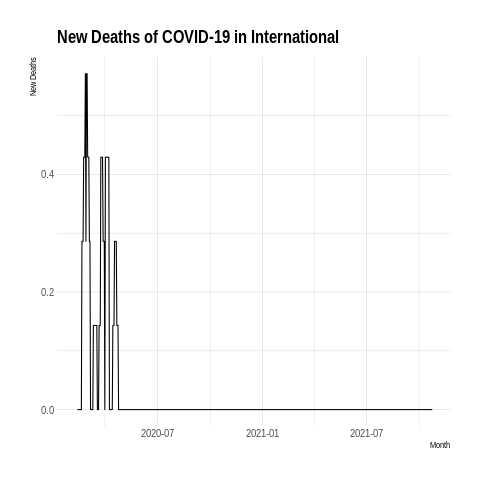 New Deaths of COVID-19 in International
New Deaths
0.4
0.2
0.0
2020-07 2021-01 2021-07
Month